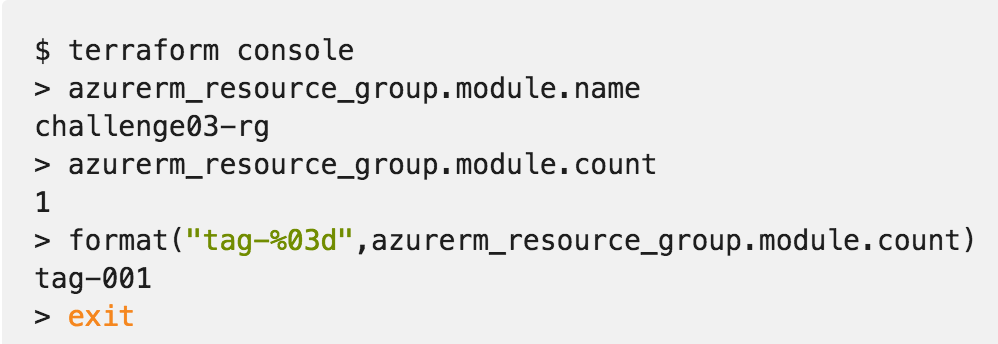 $ terraform console
> azurerm_resource_group.module.name
challenge03-rg
> azurerm_resource_group.module.count
1
> format("tag-%03d",azurerm_resource_group.module.count)
tag-001
> exit